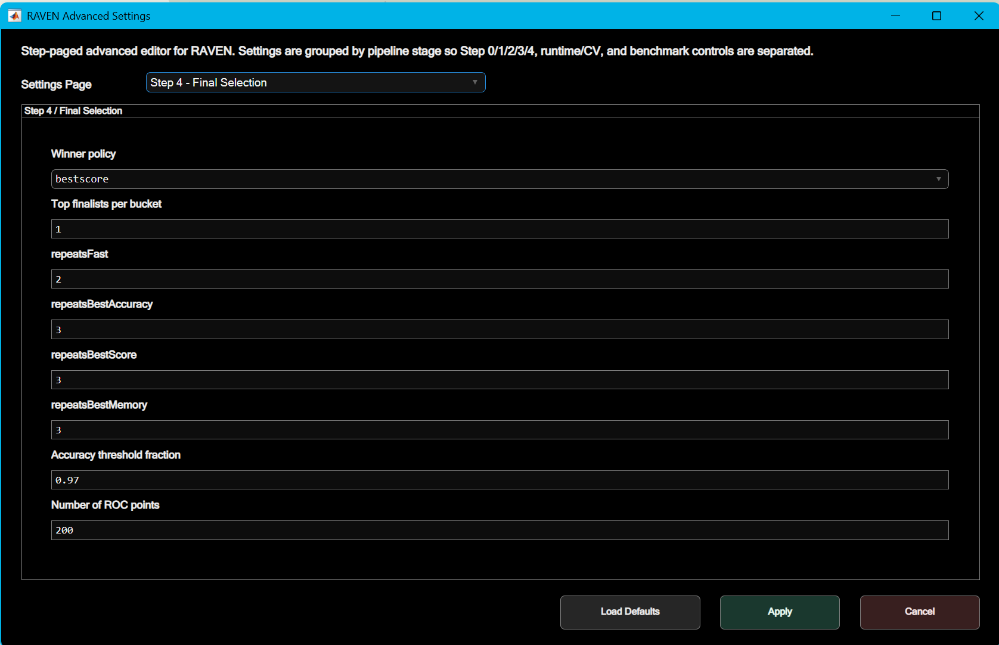 RAVEN Advanced Settings
Step-paged advanced editor for RAVEN. Settings are grouped by pipeline stage so Step 0/1/2/3/4, runtime/CV, and benchmark controls are separated.
Settings Page
Step 4 - Final Selection
Step 4 / Final Selection
Winner policy
bestscore
Top finalists per bucket
1
repeatsFast
2
repeatsBestAccuracy
3
repeatsBestScore
3
repeatsBestMemory
3
Accuracy threshold fraction
0.97
Number of ROC points
200
Load Defaults
Apply
Cancel